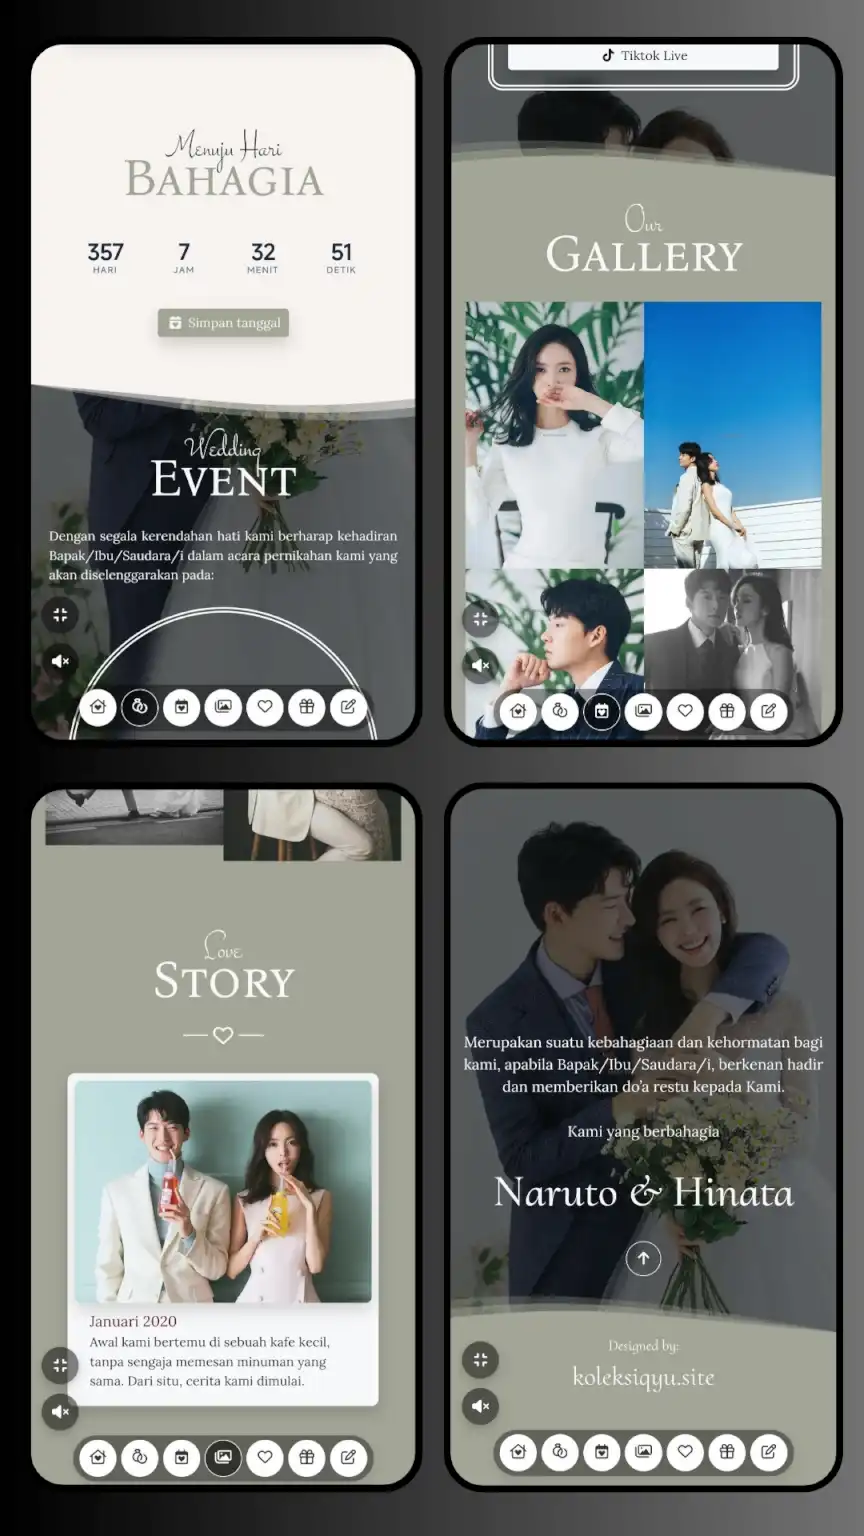 Menuju Hari
BAHAGIA
357 7 32 51
HARI JAM MENIT DETIK
Simpan tanggal
Wedding
EVENT
Dengan segala kerendahan hati kami berharap kehadiran
Bapak/Ibu/Saudara/i dalam acara pernikahan kami yang
akan diselenggarakan pada:
Tiktok Live
Our
GALLERY
Love
STORY
Januari 2020
Awal kami bertemu di sebuah kafe kecil,
tanpa sengaja memesan minuman yang
sama. Dari situ, cerita kami dimulai.
Merupakan suatu kebahagiaan dan kehormatan bagi
kami, apabila Bapak/Ibu/Saudara/i, berkenan hadir
dan memberikan do'a restu kepada Kami.
Kami yang berbahagia
Naruto & Hinata
Designed by:
koleksiqyu.site